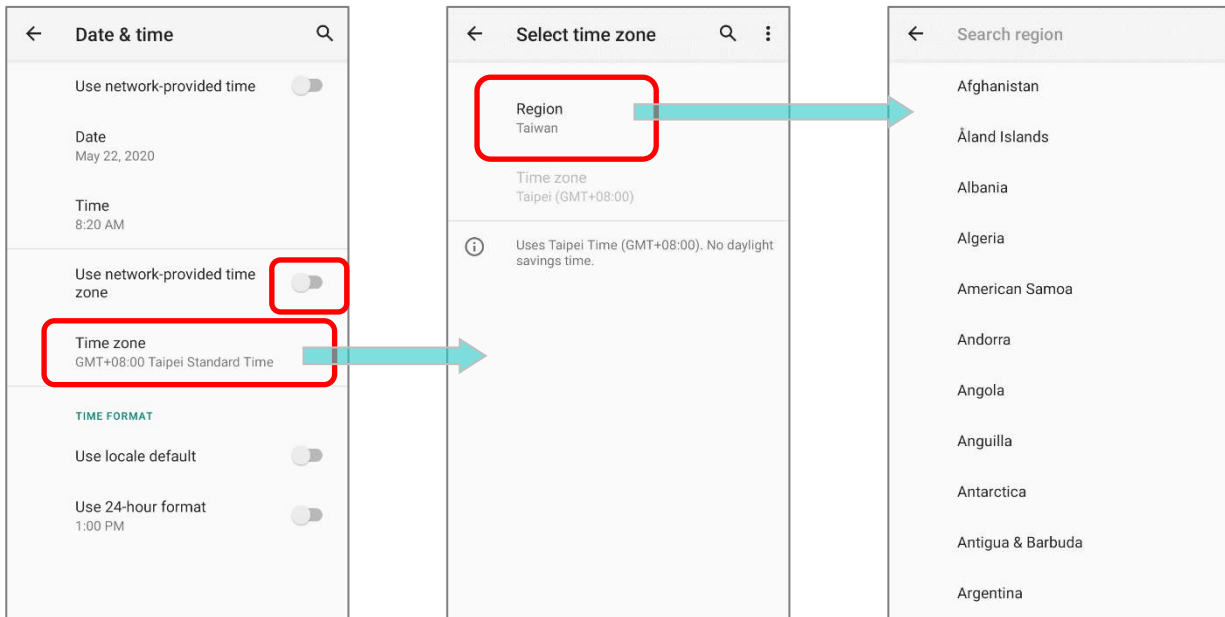 Date & time
Use network-provided time
Date
May 22, 2020
Time
8:20 AM
Use network-provided time
zone
Time zone
GMT+08:00 Taipei Standard Time
TIME FORMAT
Use locale default
Use 24-hour format
1:00 PM
Select time zone
Region
Taiwan
Time zone
Taipei (GMT+08:00)
Uses Taipei Time (GMT+08:00). No daylight
savings time.
Search region
Afghanistan
Åland Islands
Albania
Algeria
American Samoa
Andorra
Angola
Anguilla
Antarctica
Antigua & Barbuda
Argentina